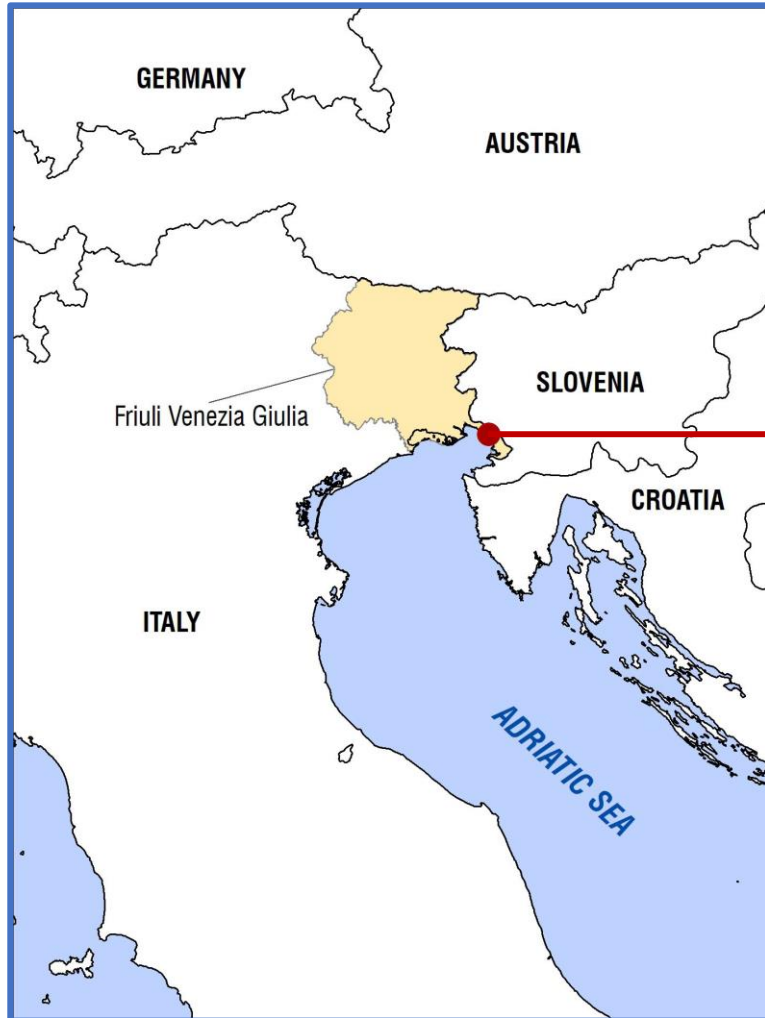 GERMANY
AUSTRIA
SLOVENIA
Friuli Venezia Giulia
CROATIA
ITALY
ADRIATIC SEA